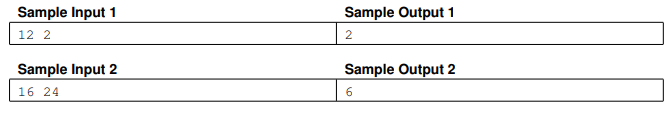 Sample Input 1 Sample Output 1
12 2 2
Sample Input 2 Sample Output 2
16 24 6